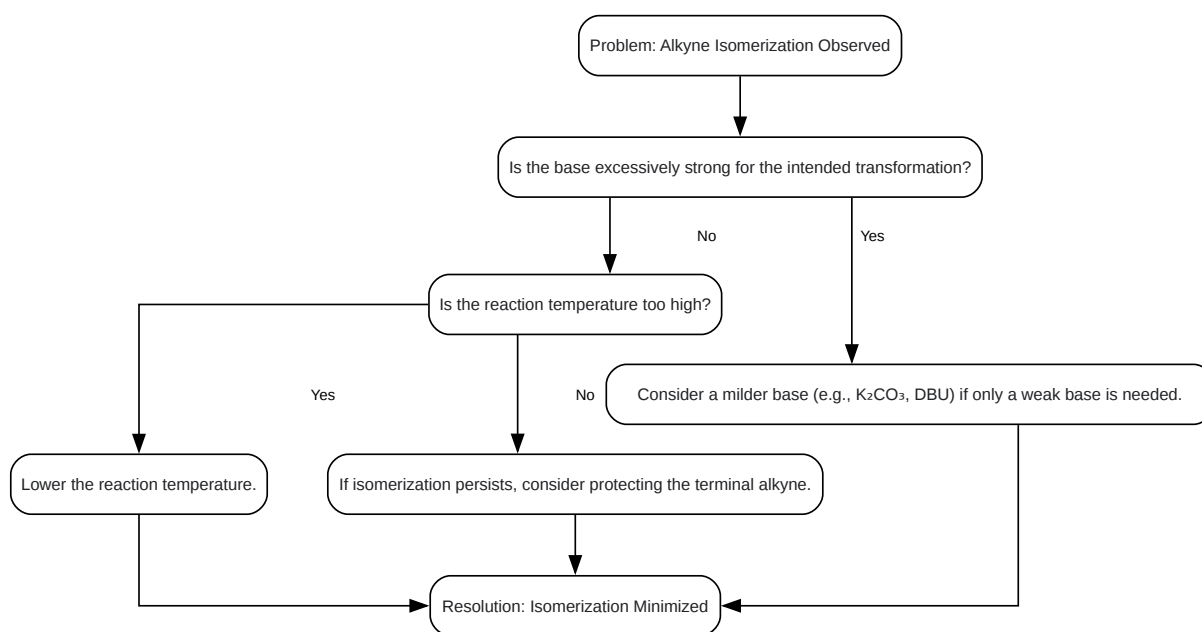 Problem: Alkyne Isomerization Observed
Is the base excessively strong for the intended transformation?
No
Yes
Is the reaction temperature too high?
Yes
No
Consider a milder base (e.g., K₂CO₃, DBU) if only a weak base is needed.
Lower the reaction temperature.
If isomerization persists, consider protecting the terminal alkyne.
Resolution: Isomerization Minimized